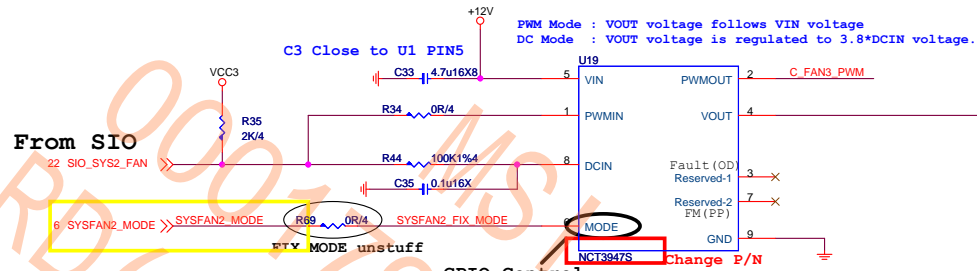 +12V
PWM Mode : VOUT voltage follows VIN voltage
DC Mode : VOUT voltage is regulated to 3.8*DCIN voltage.
C3 Close to U1 PIN5
U19
VCC3
C33 4.7u16X8
5 VIN
PWMOUT 2 C_FAN3_PWM
R34 0R/4
1 PWMIN
VOUT 4
R35
2K/4
From SIO
22 SIO_SYS2_FAN
R44 100K1%4
8 DCIN
Fault(OD)
Reserved-1 3
C35 0.1u16X
Reserved-2 7
FM(PP)
6 SYSFAN2_MODE
SYSFAN2_MODE
R69 0R/4
SYSFAN2_FIX_MODE
MODE
FIX MODE unstuff
GND 9
NCT3947S
Change P/N
GPIO Control
MSI